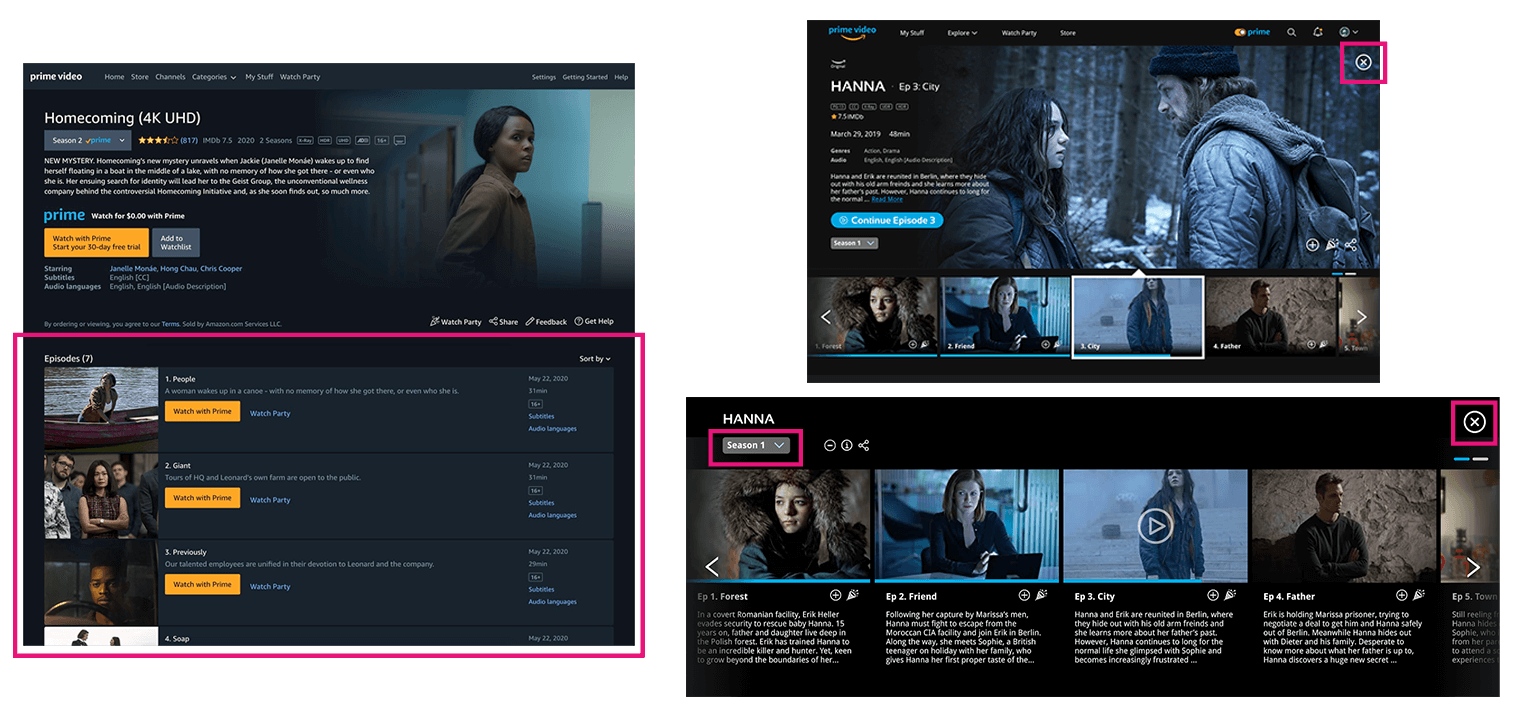 prime video Home Store Channels Categories My Stuff Watch Party Settings Getting Started Help
Homecoming (4K UHD)
Season 2 prime (817) IMDb 7.5 2020 2 Seasons X-Ray HDR UHD AD 16+
NEW MYSTERY. Homecoming's new mystery unravels when Jackie (Janelle Monáe) wakes up to find
herself floating in a boat in the middle of a lake, with no memory of how she got there - or even who
she is. Her ensuing search for identity will lead her to the Geist Group, the unconventional wellness
company behind the controversial Homecoming Initiative and, as she soon finds out, so much more.
prime Watch for $0.00 with Prime
Watch with Prime
Start your 30-day free trial
Add to
Watchlist
Starring Janelle Monáe, Hong Chau, Chris Cooper
Subtitles English [CC]
Audio languages English, English [Audio Description]
By ordering or viewing, you agree to our Terms. Sold by Amazon.com Services LLC.
Watch Party Share Feedback Get Help
Episodes (7) Sort by
1. People May 22, 2020
A woman wakes up in a canoe - with no memory of how she got there, or even who she is. 31min
16+
Watch with Prime Watch Party Subtitles
Audio languages
2. Giant May 22, 2020
Tours of HQ and Leonard's own farm are open to the public. 31min
16+
Watch with Prime Watch Party Subtitles
Audio languages
3. Previously May 22, 2020
Our talented employees are unified in their devotion to Leonard and the company. 29min
16+
Watch with Prime Watch Party Subtitles
Audio languages
4. Soap May 22, 2020
prime video My Stuff Explore Watch Party Store prime
Original
HANNA · Ep 3: City
CC X-Ray UHD HDR
7.5 IMDb
March 29, 2019 48min
Genres Action, Drama
Audio English, English [Audio Description]
Hanna and Erik are reunited in Berlin, where they hide
out with his old arm freinds and she learns more about
her father's past. However, Hanna continues to long for
the normal ... Read More
Continue Episode 3
Season 1
1. Forest 2. Friend 3. City 4. Father 5. Town
HANNA
Season 1
Ep 1. Forest
In a covert Romanian facility, Erik Heller
evades security to rescue baby Hanna. 15
years on, father and daughter live deep in
the Polish forest. Erik has trained Hanna to
be an incredible killer and hunter. Yet, keen
to grow beyond the boundaries of her...
Ep 2. Friend
Following her capture by Marissa's men,
Hanna must fight to escape from the
Moroccan CIA facility and join Erik in Berlin.
Along the way, she meets Sophie, a British
teenager on holiday with her family, who
gives Hanna her first proper taste of the...
Ep 3. City
Hanna and Erik are reunited in Berlin, where
they hide out with his old arm freinds and
she learns more about her father's past.
However, Hanna continues to long for the
normal life she glimpsed with Sophie and
becomes increasingly frustrated ...
Ep 4. Father
Erik is holding Marissa prisoner, trying to
negotiate a deal to get him and Hanna safely
out of Berlin. Meanwhile Hanna hides out
with Dieter and his family. Desperate to
know more about what her father is up to,
Hanna discovers a huge new secret ...
Ep 5. Town
Still reeling
Hanna hides
Sophie, who
from her
to attend a
experiences